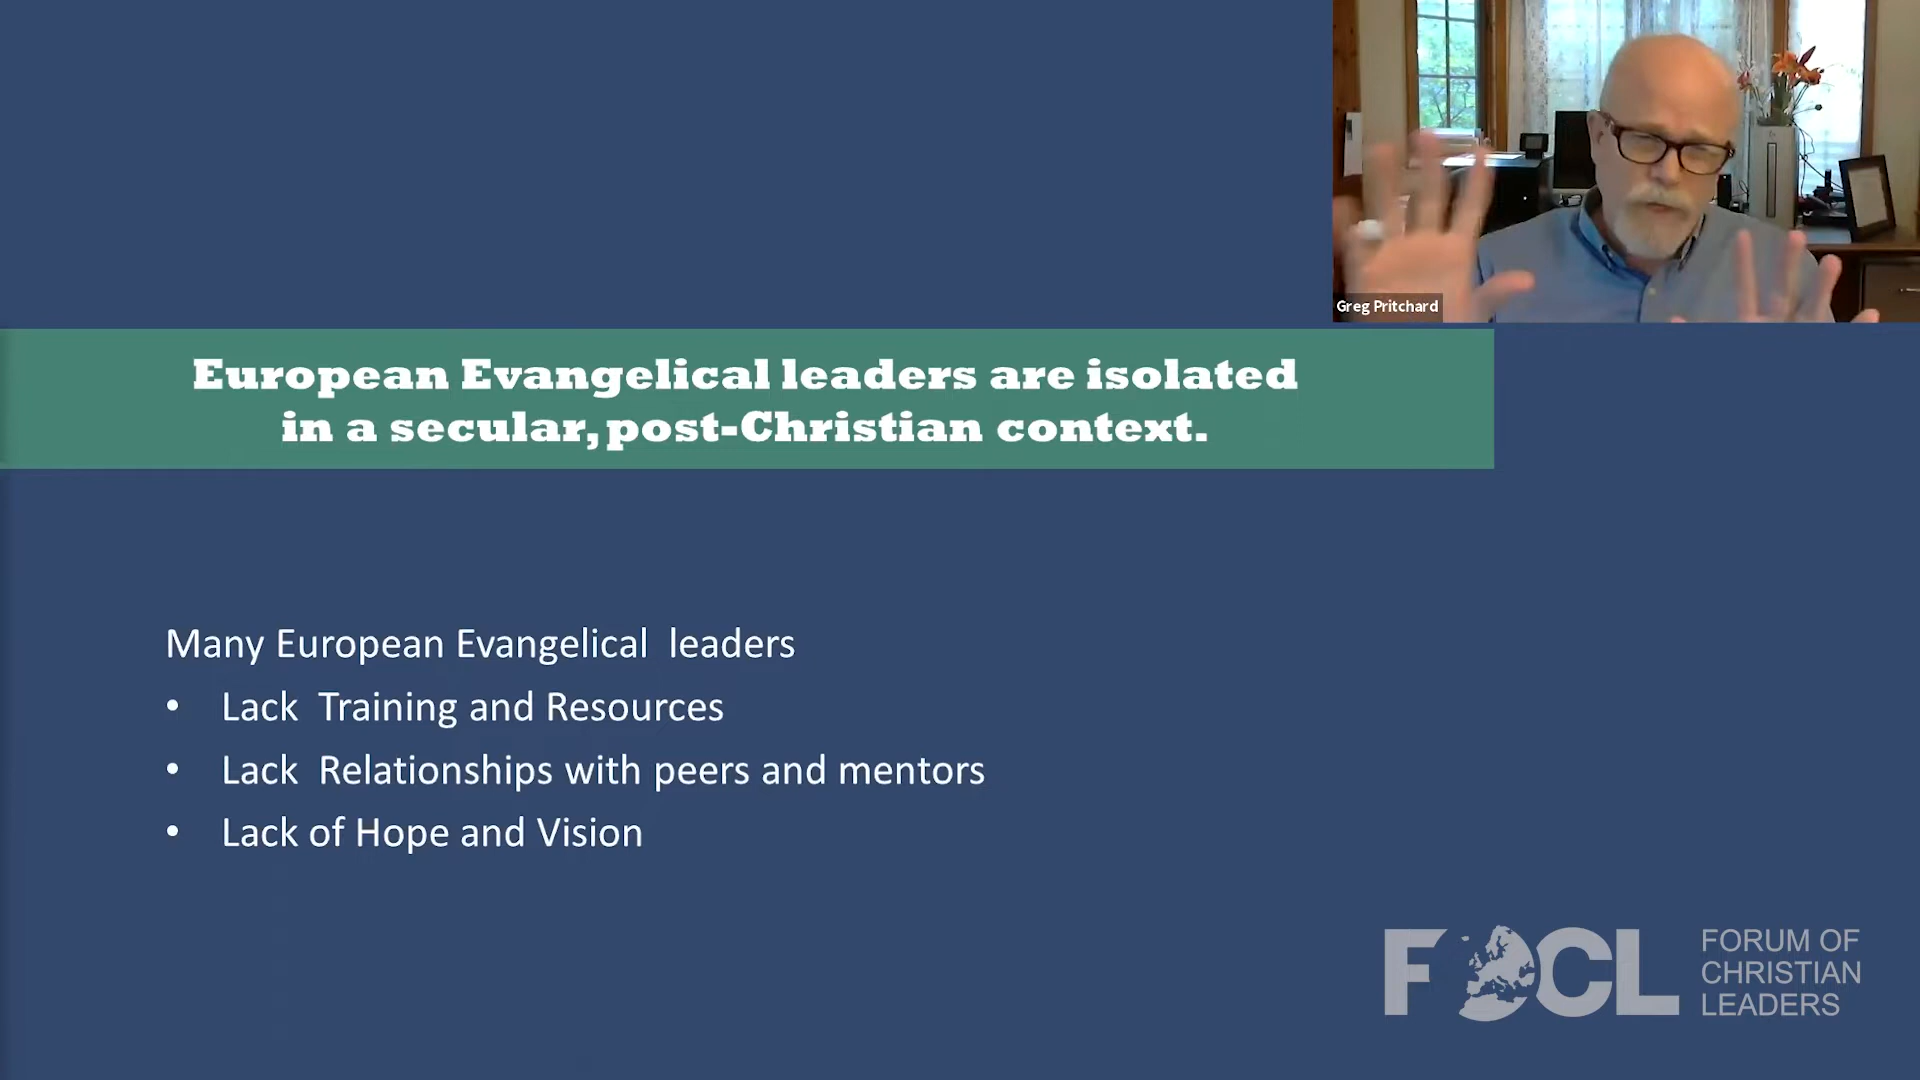 Greg Pritchard
European Evangelical leaders are isolated
in a secular, post-Christian context.
Many European Evangelical leaders
• Lack Training and Resources
• Lack Relationships with peers and mentors
• Lack of Hope and Vision
FOCL
FORUM OF
CHRISTIAN
LEADERS